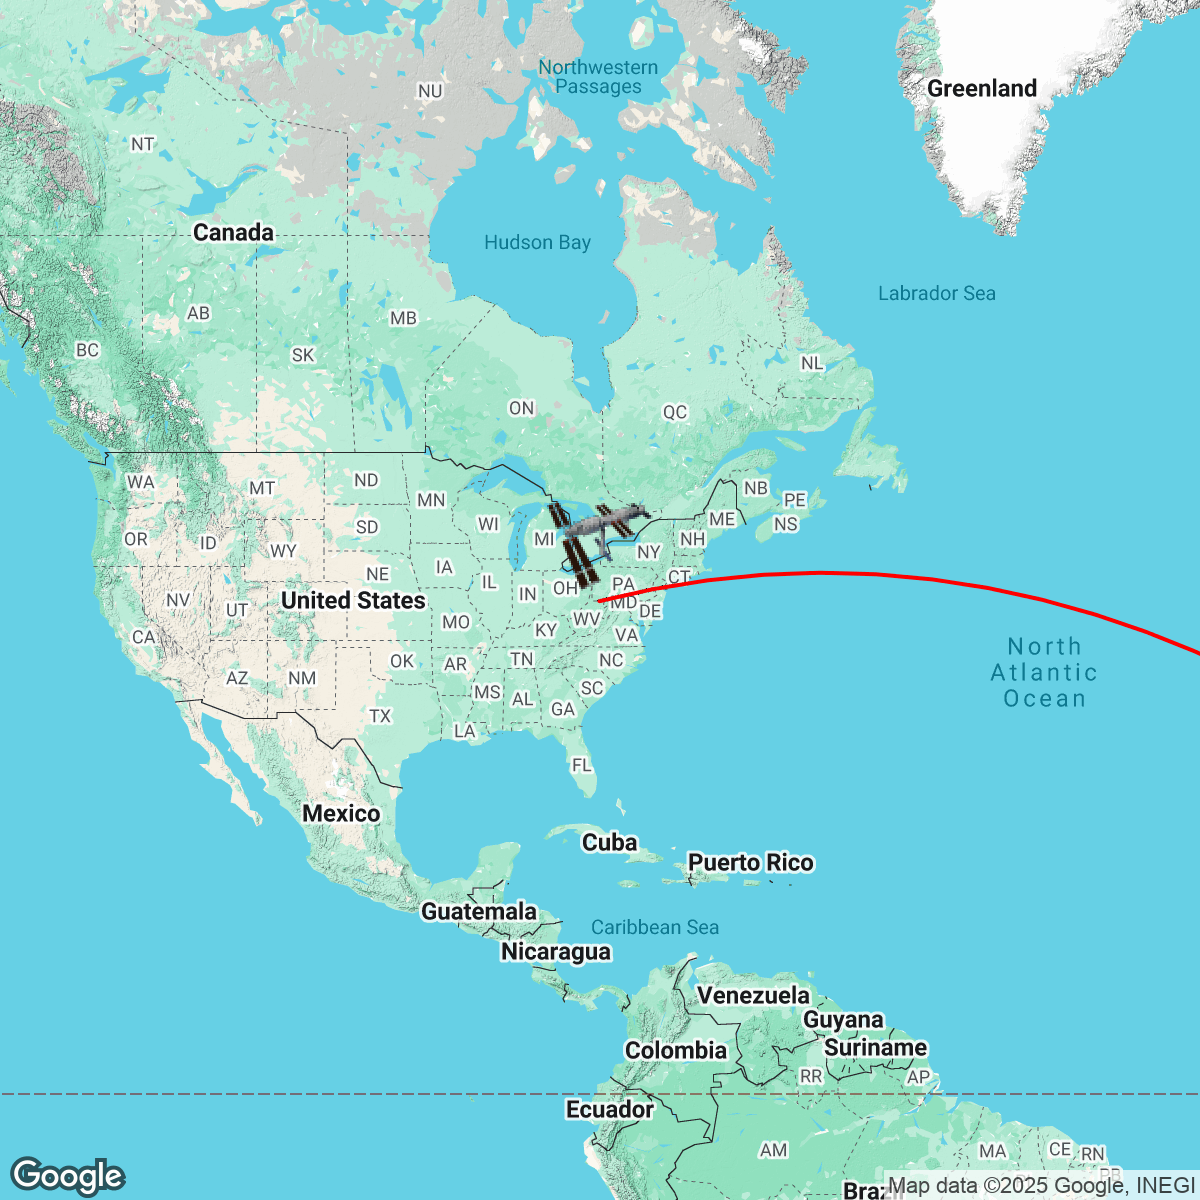 Northwestern
Passages
Greenland
NU
NT
Canada
Hudson Bay
Labrador Sea
AB
MB
BC
SK
NL
ON
QC
WA
MT
ND
MN
NB
PE
OR
ID
SD
WI
MI
ME
NS
WY
NY
NH
NE
IA
IL
IN
OH
PA
CT
NV
UT
United States
MD
DE
CA
MO
KY
WV
VA
North
Atlantic
Ocean
AZ
NM
OK
AR
TN
NC
MS
AL
SC
GA
TX
LA
FL
Mexico
Cuba
Puerto Rico
Guatemala
Caribbean Sea
Nicaragua
Venezuela
Guyana
Colombia
Suriname
RR
AP
Ecuador
AM
MA
CE
RN
PB
Google
Map data ©2025 Google, INEGI